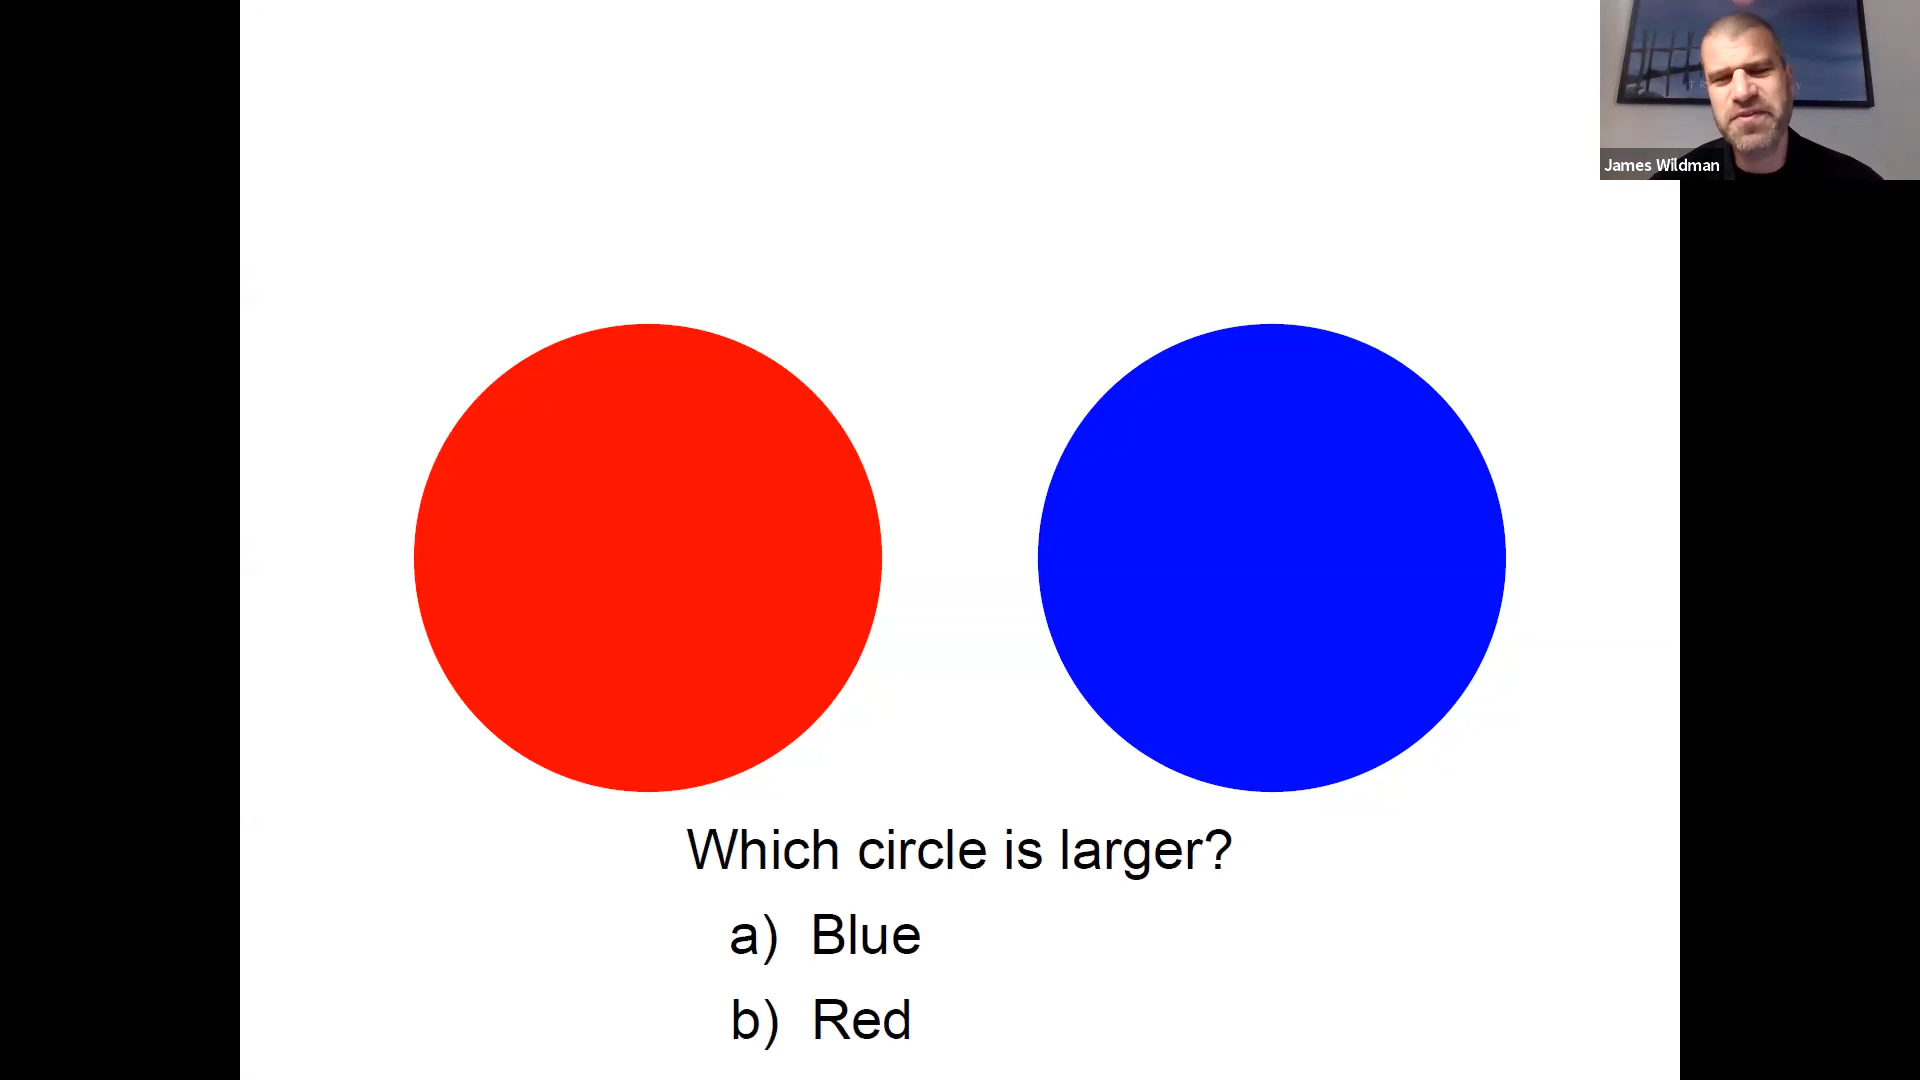 James Wildman
Which circle is larger?
a) Blue
b) Red